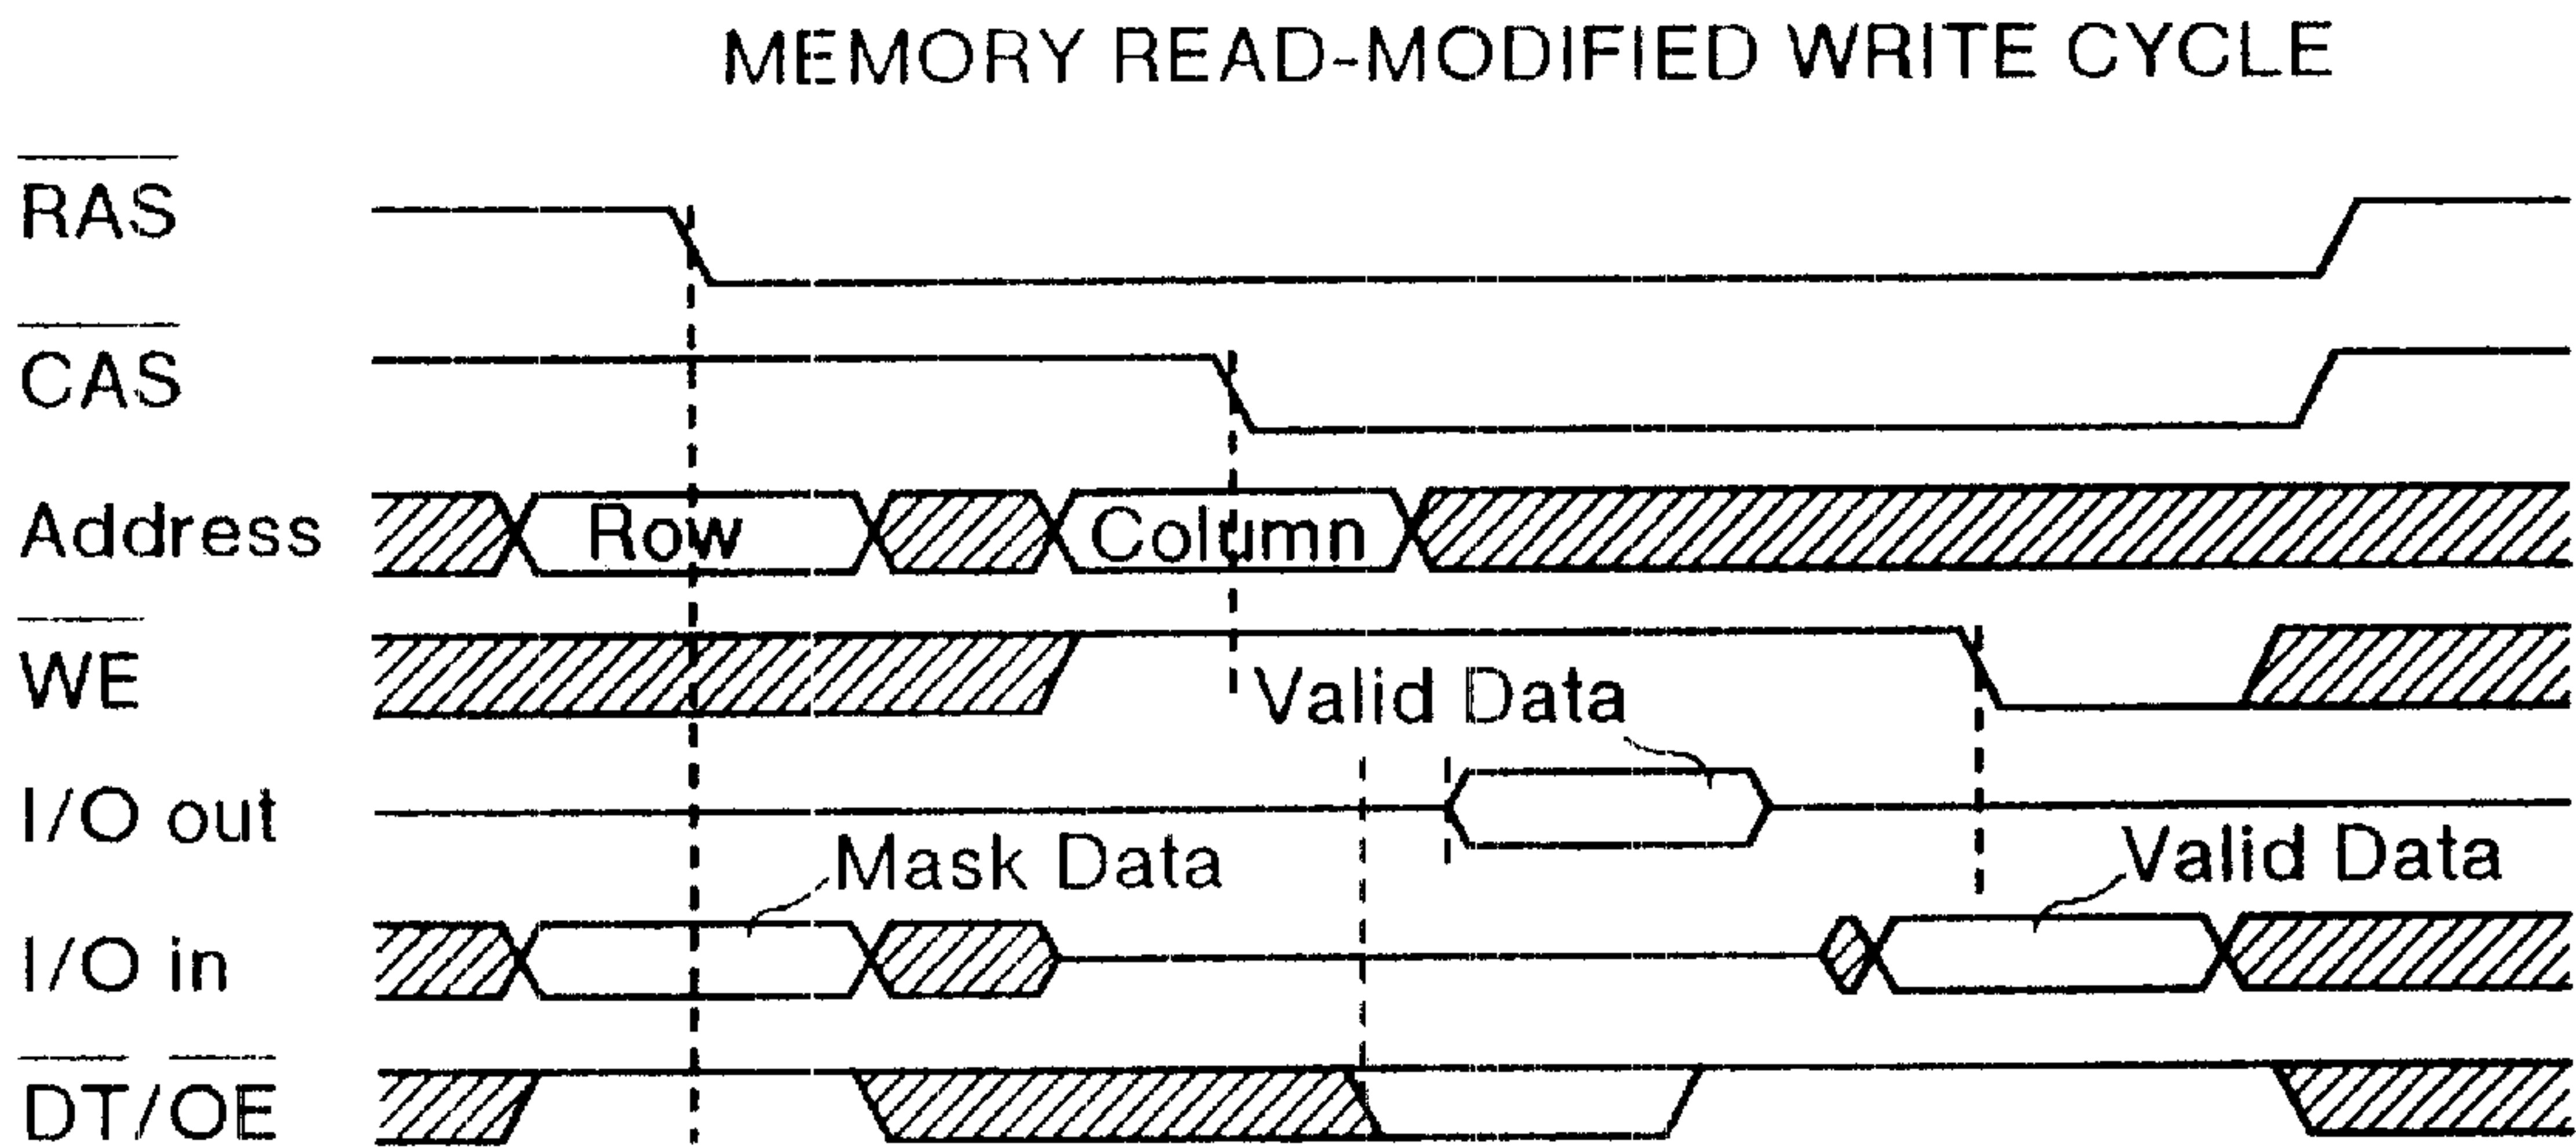 MEMORY READ-MODIFIED WRITE CYCLE
RAS
CAS
Address
Row
Column
WE
Valid Data
I/O out
Mask Data
Valid Data
I/O in
DT/OE